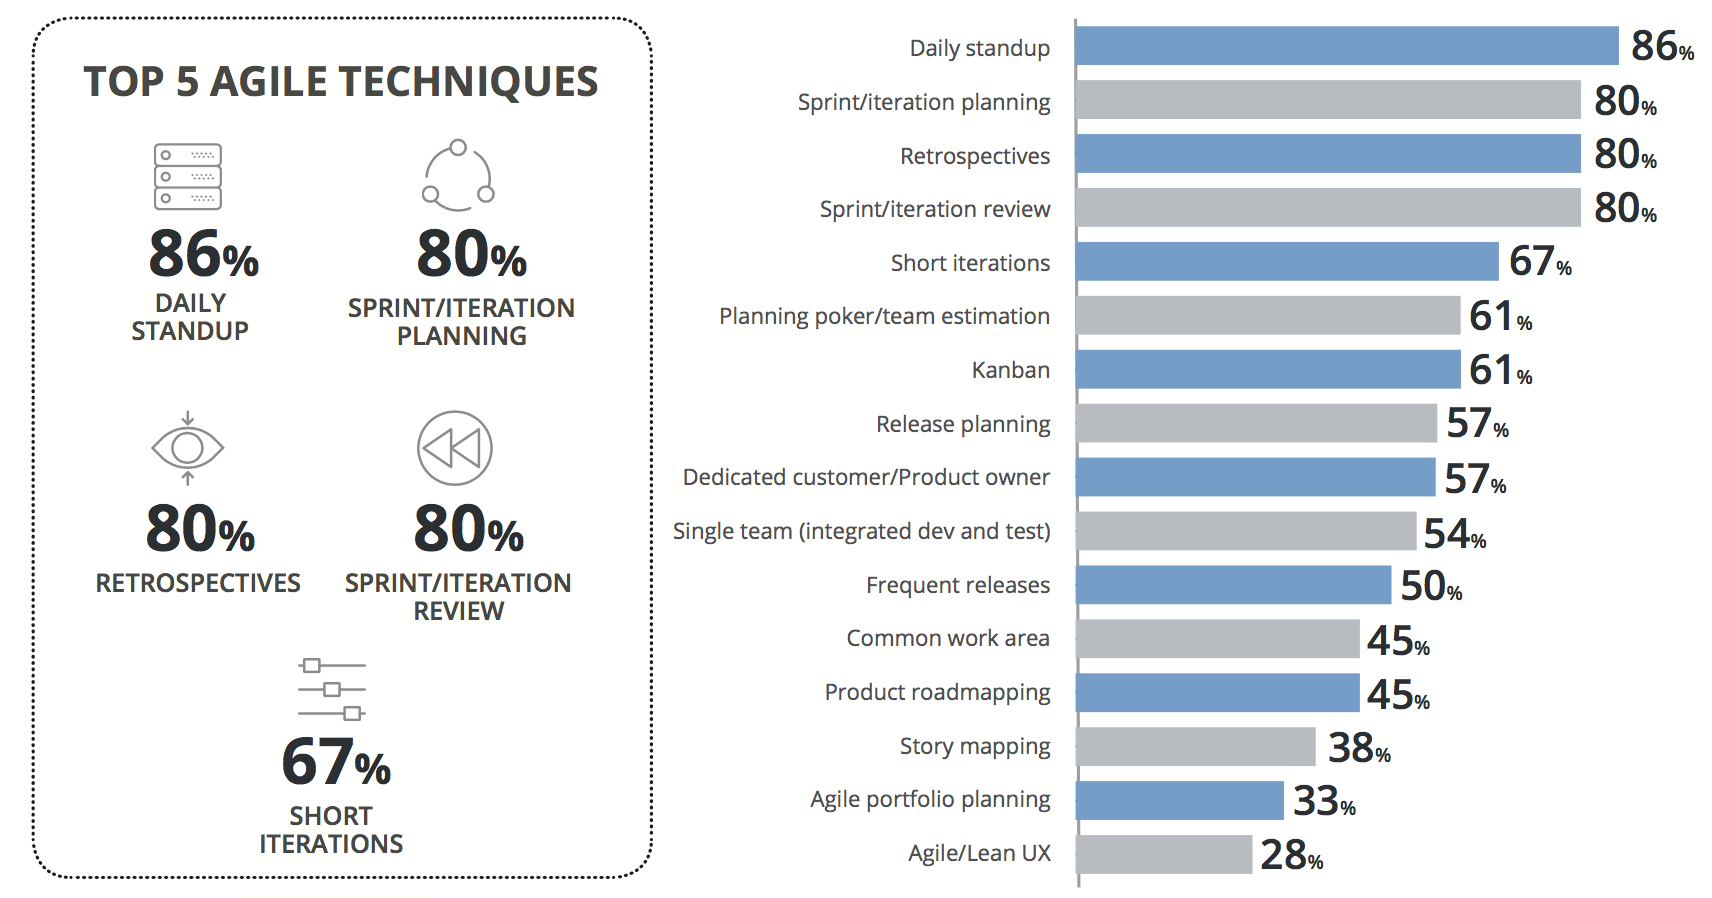 TOP 5 AGILE TECHNIQUES
86%
DAILY
STANDUP
80%
SPRINT/ITERATION
PLANNING
80%
RETROSPECTIVES
80%
SPRINT/ITERATION
REVIEW
67%
SHORT
ITERATIONS
Daily standup 86%
Sprint/iteration planning 80%
Retrospectives 80%
Sprint/iteration review 80%
Short iterations 67%
Planning poker/team estimation 61%
Kanban 61%
Release planning 57%
Dedicated customer/Product owner 57%
Single team (integrated dev and test) 54%
Frequent releases 50%
Common work area 45%
Product roadmapping 45%
Story mapping 38%
Agile portfolio planning 33%
Agile/Lean UX 28%